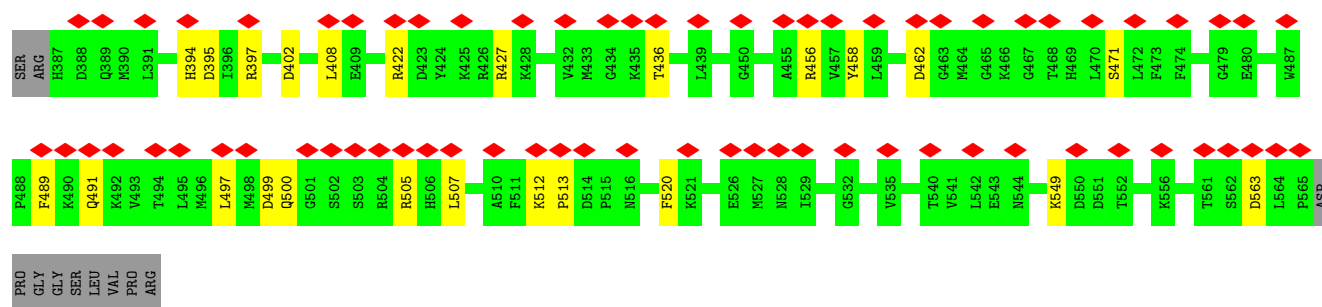 SER ARG H387 D388 Q389 M390 L391 H394 D395 I396 R397 D402 L408 E409 R422 D423 Y424 K425 R426 R427 K428 V432 M433 G434 K435 T436 L439 G450 A455 R456 V457 Y458 L459 D462 G463 M464 G465 K466 G467 T468 H469 L470 S471 L472 F473 F474 G479 E480 W487
P488 F489 K490 Q491 K492 V493 T494 L495 M496 L497 M498 D499 Q500 G501 S502 S503 R504 R505 H506 L507 A510 F511 K512 P513 D514 P515 N516 F520 K521 E526 M527 N528 I529 G532 V535 T540 V541 L542 E543 N544 K549 D550 D551 T552 K556 T561 S562 D563 L564 P565 ASP
PRO GLY GLY SER LEU VAL PRO ARG